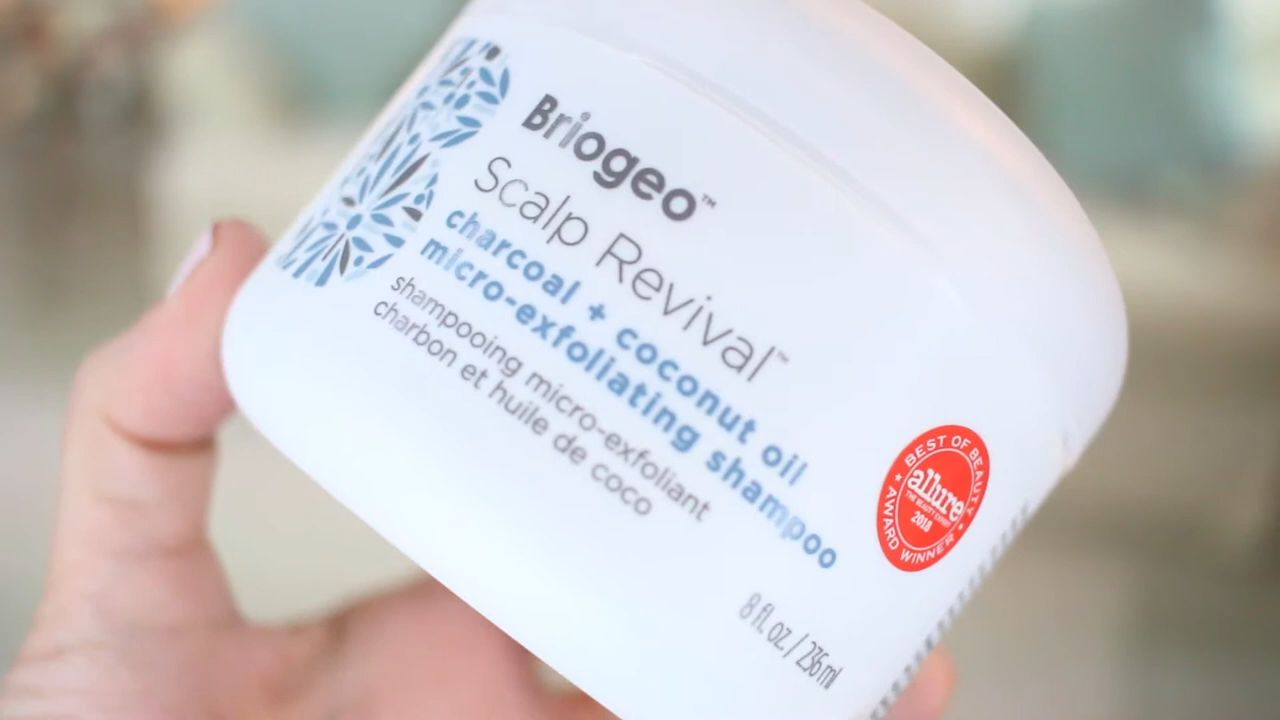 Briogeo™
Scalp Revival™
charcoal + coconut oil
micro-exfoliating shampoo
shampooing micro-exfoliant
charbon et huile de coco
BEST OF BEAUTY
allure
THE BEAUTY EXPERT
2018
AWARD WINNER
8 fl. oz. / 236 ml